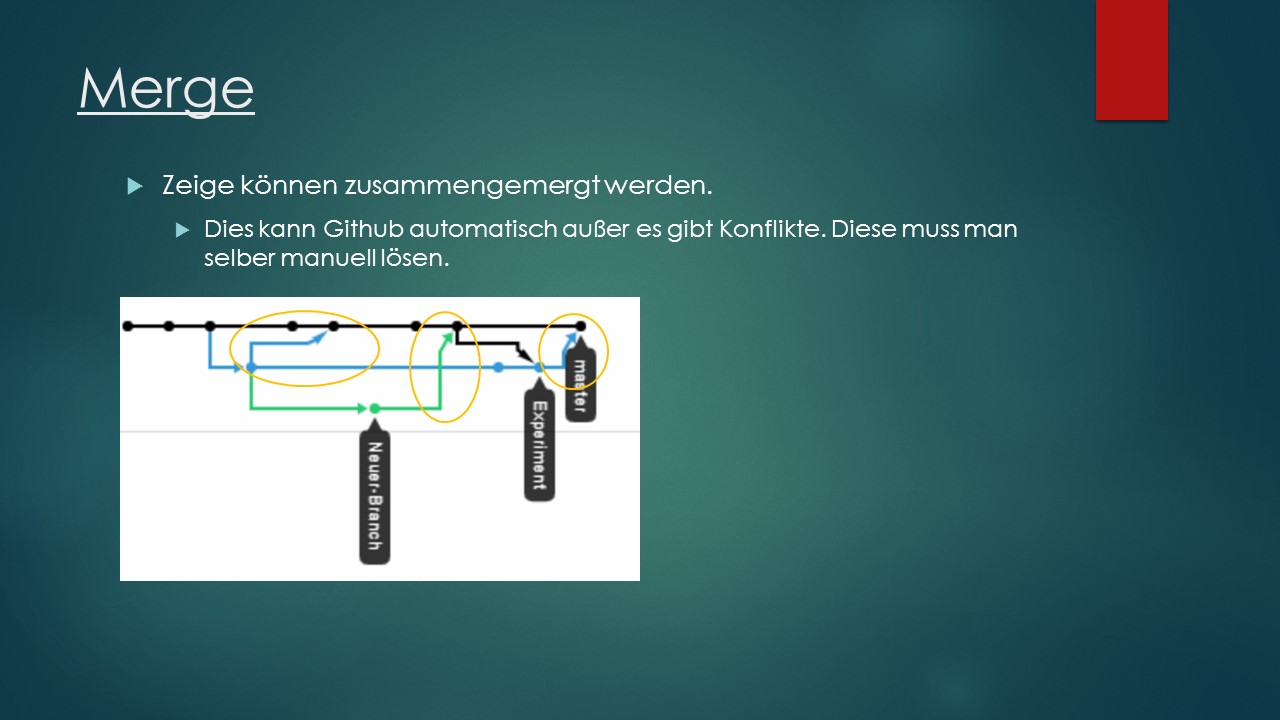 Merge
Zeige können zusammengemergt werden.
Dies kann Github automatisch außer es gibt Konflikte. Diese muss man
selber manuell lösen.
master
Experiment
Neuer-Branch